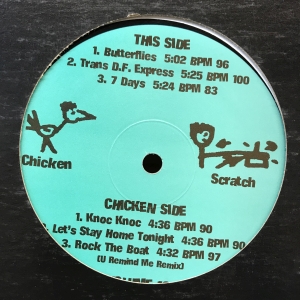 THIS SIDE
1. Butterflies 5:02 BPM 96
2. Trans D.F. Express 5:25 BPM 100
3. 7 Days 5:24 BPM 83
Chicken
Scratch
CHICKEN SIDE
1. Knoc Knoc 4:36 BPM 90
2. Let's Stay Home Tonight 4:36 BPM 90
3. Rock The Boat 4:32 BPM 97
(U Remind Me Remix)